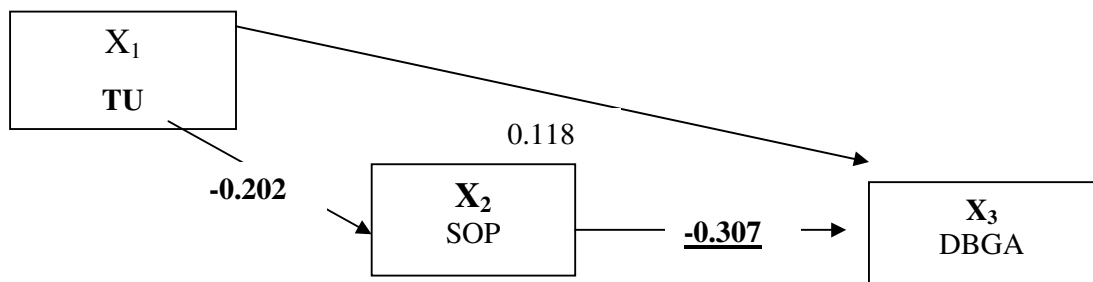 X₁
TU
0.118
-0.202
X₂
SOP
-0.307
X₃
DBGA